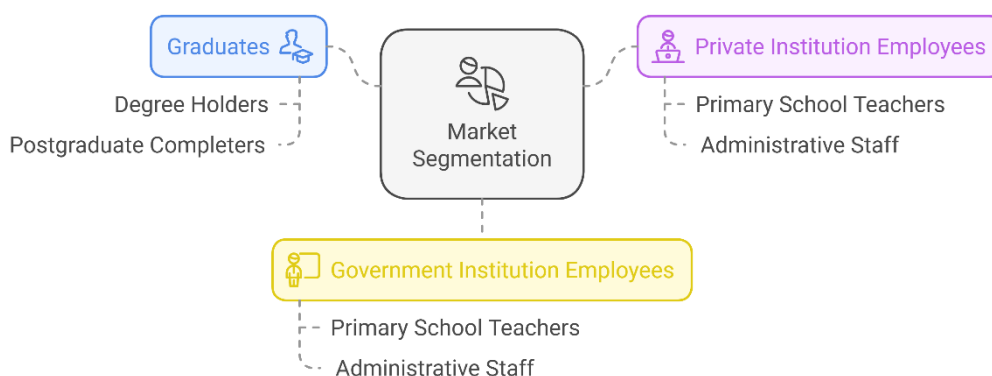 Graduates
Degree Holders
Postgraduate Completers
Market
Segmentation
Private Institution Employees
Primary School Teachers
Administrative Staff
Government Institution Employees
Primary School Teachers
Administrative Staff